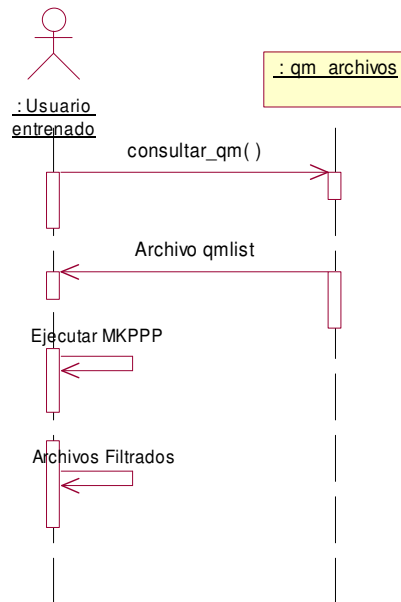 : Usuario
entrenado
: qm_archivos
consultar_qm( )
Archivo qmlist
Ejecutar MKPPP
Archivos Filtrados